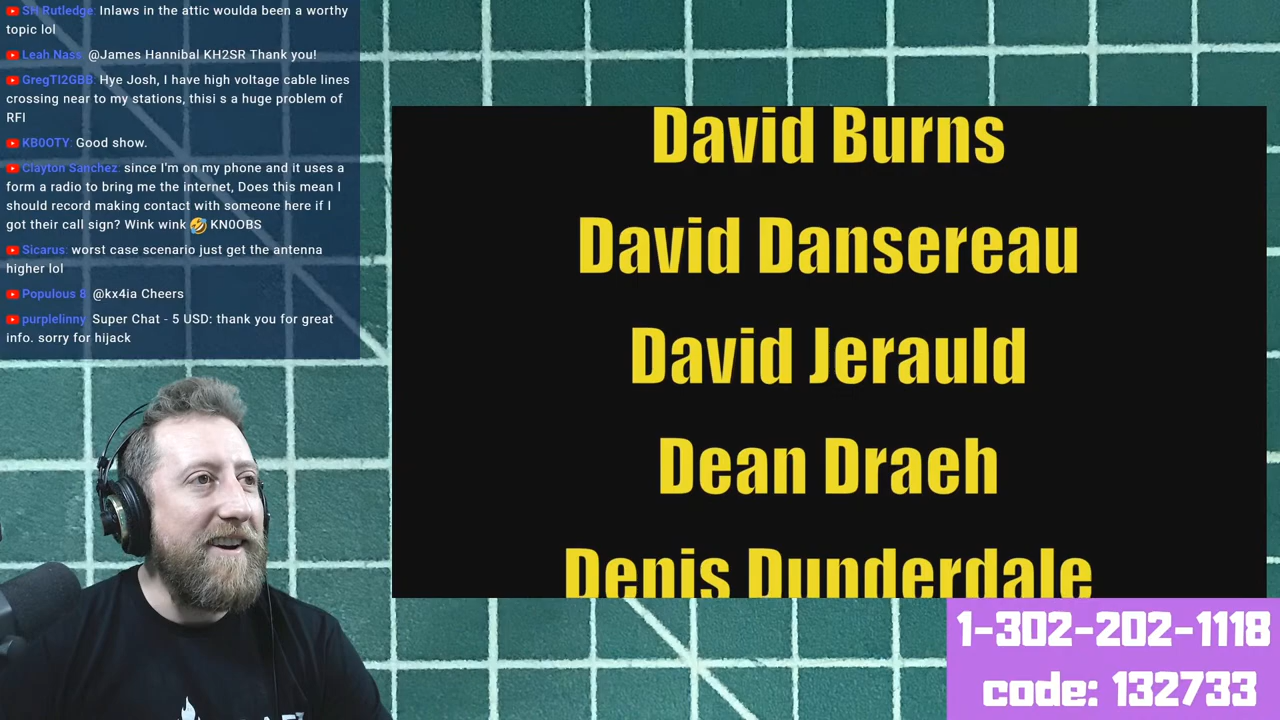 SH Rutledge: Inlaws in the attic woulda been a worthy
topic lol
Leah Nass: @James Hannibal KH2SR Thank you!
GregTI2GBB: Hye Josh, I have high voltage cable lines
crossing near to my stations, thisi s a huge problem of
RFI
KB0OTY: Good show.
Clayton Sanchez: since I'm on my phone and it uses a
form a radio to bring me the internet, Does this mean I
should record making contact with someone here if I
got their call sign? Wink wink 🤣 KN0OBS
Sicarus: worst case scenario just get the antenna
higher lol
Populous 8: @kx4ia Cheers
purplelinny: Super Chat - 5 USD: thank you for great
info. sorry for hijack
David Burns
David Dansereau
David Jerauld
Dean Draeh
Denis Dunderdale
1-302-202-1118
code: 132733